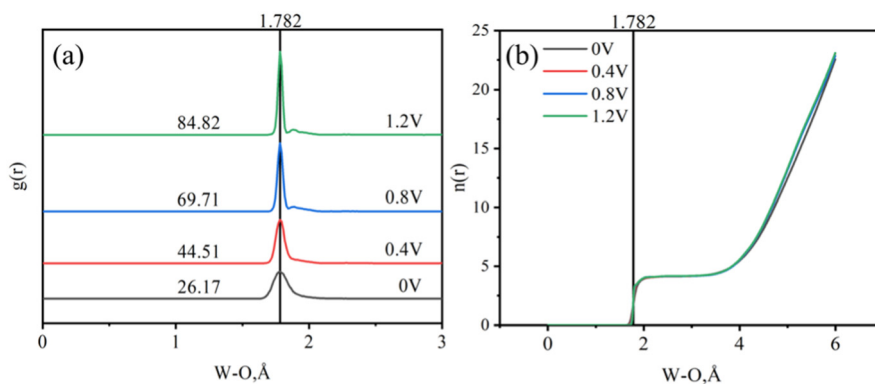 1.782
(a)
84.82 1.2V
69.71 0.8V
44.51 0.4V
26.17 0V
g(r)
0 1 2 3
W-O,Å
1.782
(b)
0V
0.4V
0.8V
1.2V
25
20
15
10
5
0
n(r)
0 2 4 6
W-O,Å